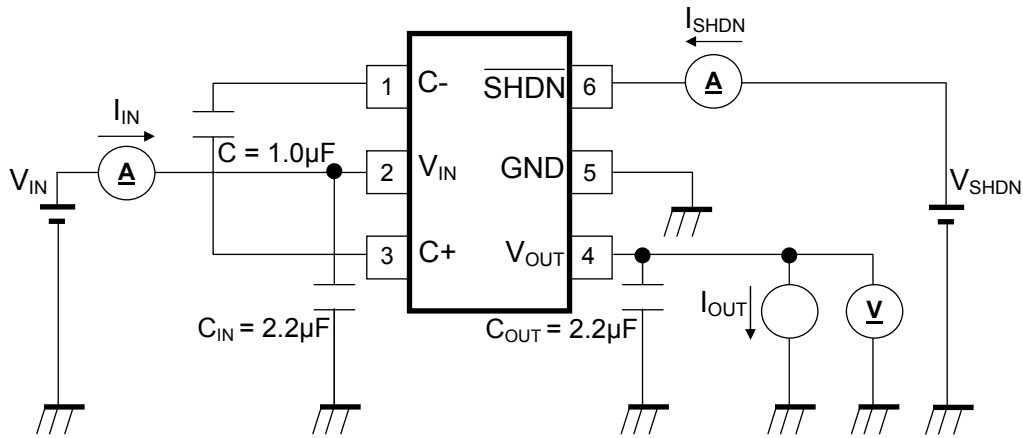 I_SHDN
1 C- S̅H̅D̅N̅ 6 A
I_IN
C = 1.0µF
V_IN A 2 V_IN GND 5 V_SHDN
3 C+ V_OUT 4
C_IN = 2.2µF C_OUT = 2.2µF I_OUT V